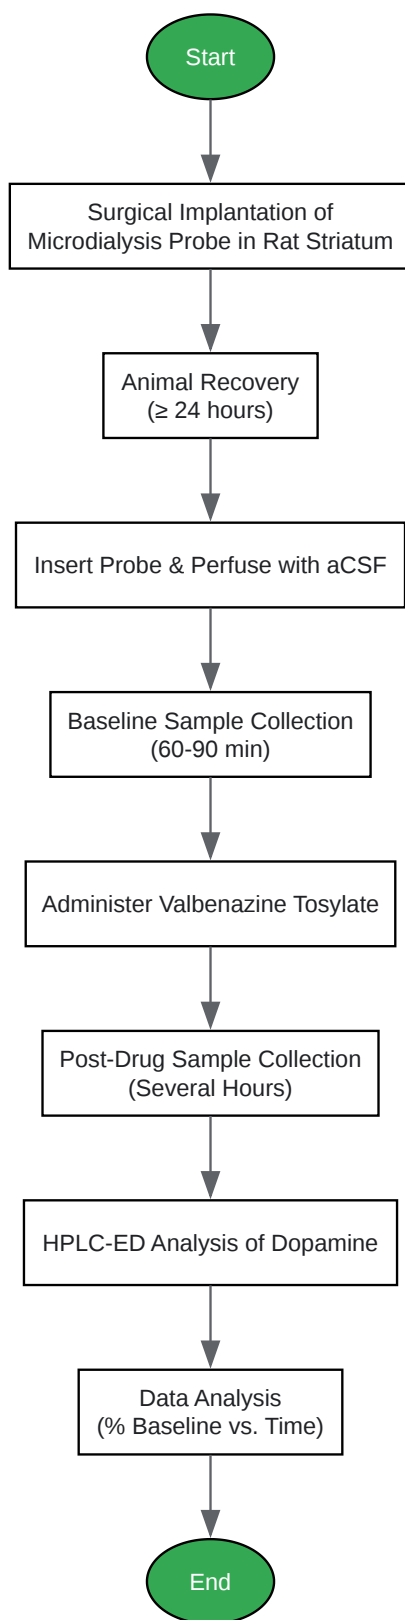 Start
Surgical Implantation of
Microdialysis Probe in Rat Striatum
Animal Recovery
(≥ 24 hours)
Insert Probe & Perfuse with aCSF
Baseline Sample Collection
(60-90 min)
Administer Valbenazine Tosylate
Post-Drug Sample Collection
(Several Hours)
HPLC-ED Analysis of Dopamine
Data Analysis
(% Baseline vs. Time)
End